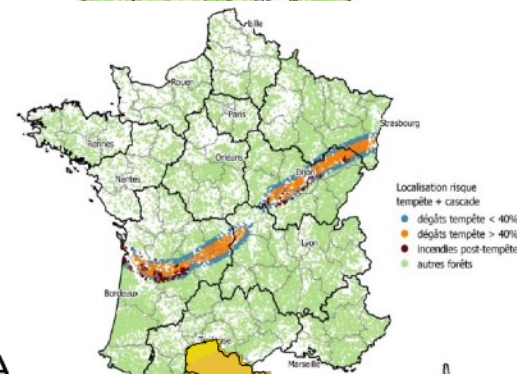 Lille
Rouen
Paris
Strasbourg
Rennes
Orléans
Nantes
Dijon
Localisation risque
tempête + cascade
dégâts tempête < 40%
dégâts tempête > 40%
incendies post-tempête
autres forêts
Lyon
Bordeaux
Marseille
A